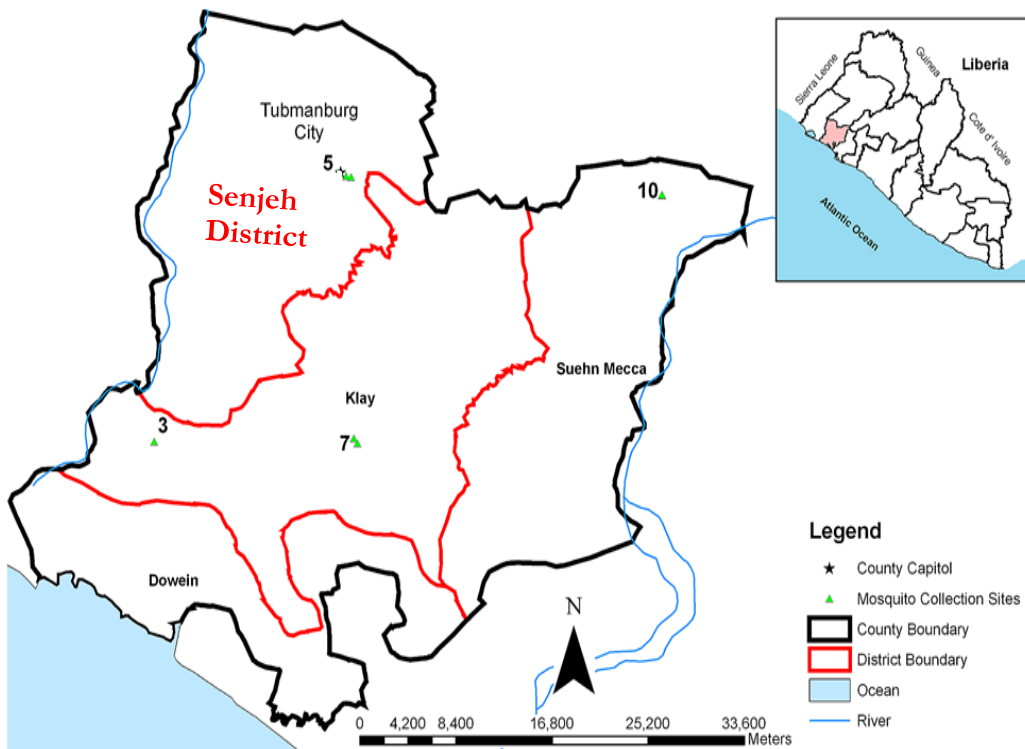 Tubmanburg
City
5
Senjeh
District
10
Suehn Mecca
Klay
3
7
Dowein
N
0 4,200 8,400 16,800 25,200 33,600
Meters
Liberia
Sierra Leone
Guinea
Cote d' Ivoire
Atlantic Ocean
Legend
County Capitol
Mosquito Collection Sites
County Boundary
District Boundary
Ocean
River